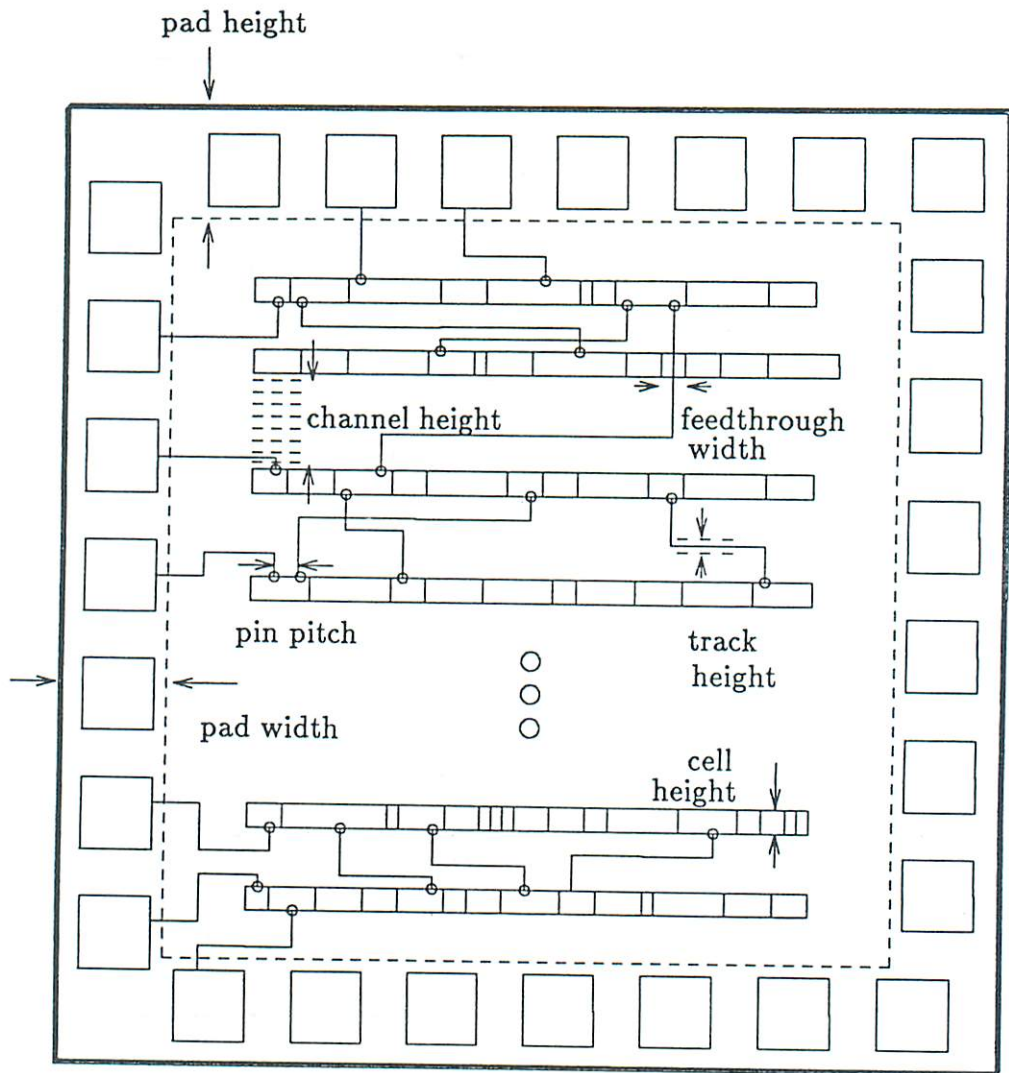 pad height
channel height
feedthrough
width
pin pitch
track
height
pad width
cell
height